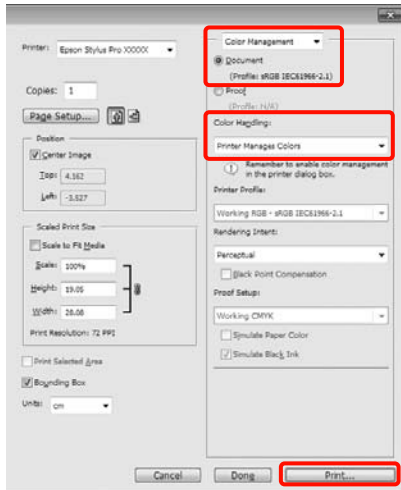 Printer:
Epson Stylus Pro XXXXX
Copies:
1
Page Setup...
Position
Center Image
Top:
4.162
Left:
-3.527
Scaled Print Size
Scale to Fit Media
Scale:
100%
Height:
19.05
Width:
28.08
Print Resolution: 72 PPI
Print Selected Area
Bounding Box
Units:
cm
Color Management
Document
(Profile: sRGB IEC61966-2.1)
Proof
(Profile: N/A)
Color Handling:
Printer Manages Colors
Remember to enable color management
in the printer dialog box.
Printer Profile:
Working RGB - sRGB IEC61966-2.1
Rendering Intent:
Perceptual
Black Point Compensation
Proof Setup:
Working CMYK
Simulate Paper Color
Simulate Black Ink
Cancel
Done
Print...